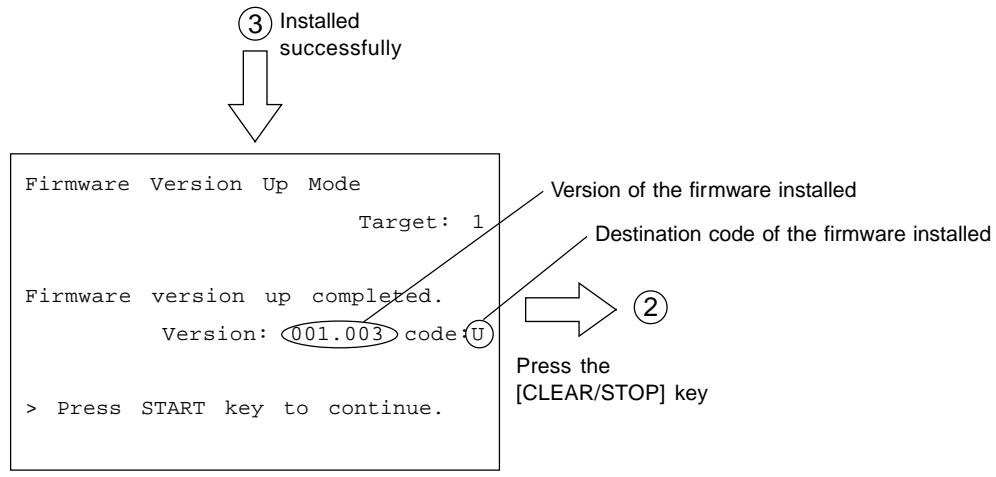 3 Installed
successfully
Firmware Version Up Mode
Target: 1
Firmware version up completed.
Version: 001.003 code:U
> Press START key to continue.
Version of the firmware installed
Destination code of the firmware installed
2
Press the
[CLEAR/STOP] key